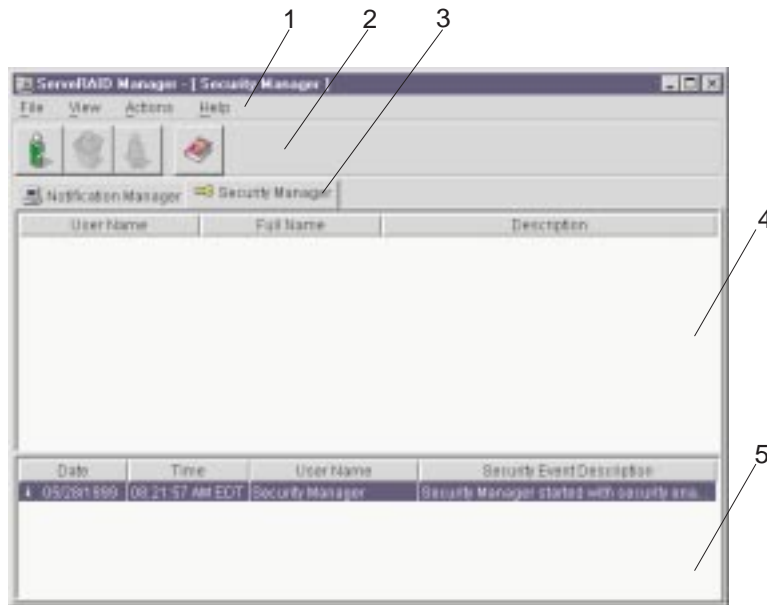 1 2 3
ServeRAID Manager - [ Security Manager ]
File View Actions Help
Notification Manager Security Manager
User Name Full Name Description
4
Date Time User Name Security Event Description
5
05/28/1999 08:21:57 AM EDT Security Manager Security Manager started with security ena...